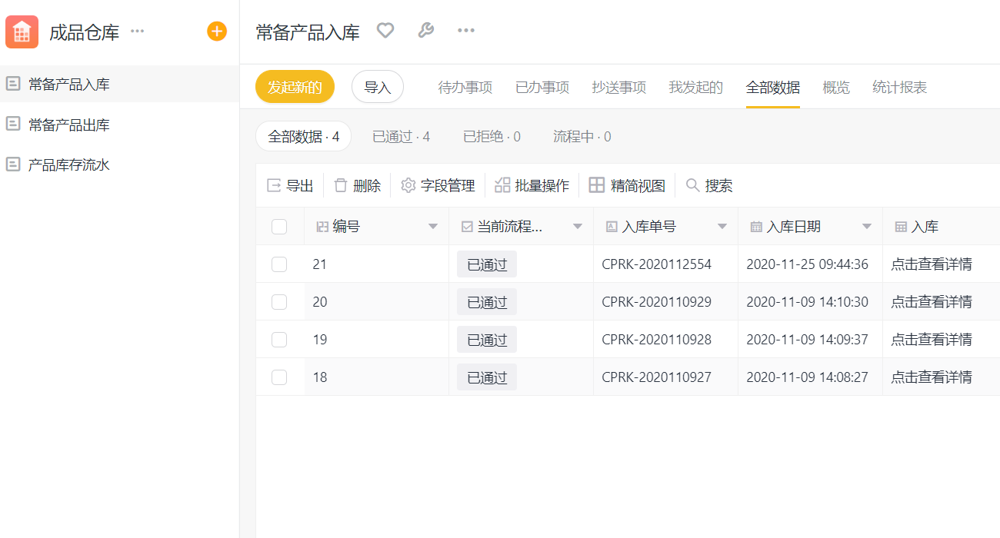 成品仓库
常备产品入库
常备产品出库
产品库存流水
常备产品入库
发起新的 导入 待办事项 已办事项 抄送事项 我发起的 全部数据 概览 统计报表
全部数据 · 4 已通过 · 4 已拒绝 · 0 流程中 · 0
导出 删除 字段管理 批量操作 精简视图 搜索
编号 当前流程... 入库单号 入库日期 入库
21 已通过 CPRK-2020112554 2020-11-25 09:44:36 点击查看详情
20 已通过 CPRK-2020110929 2020-11-09 14:10:30 点击查看详情
19 已通过 CPRK-2020110928 2020-11-09 14:09:37 点击查看详情
18 已通过 CPRK-2020110927 2020-11-09 14:08:27 点击查看详情